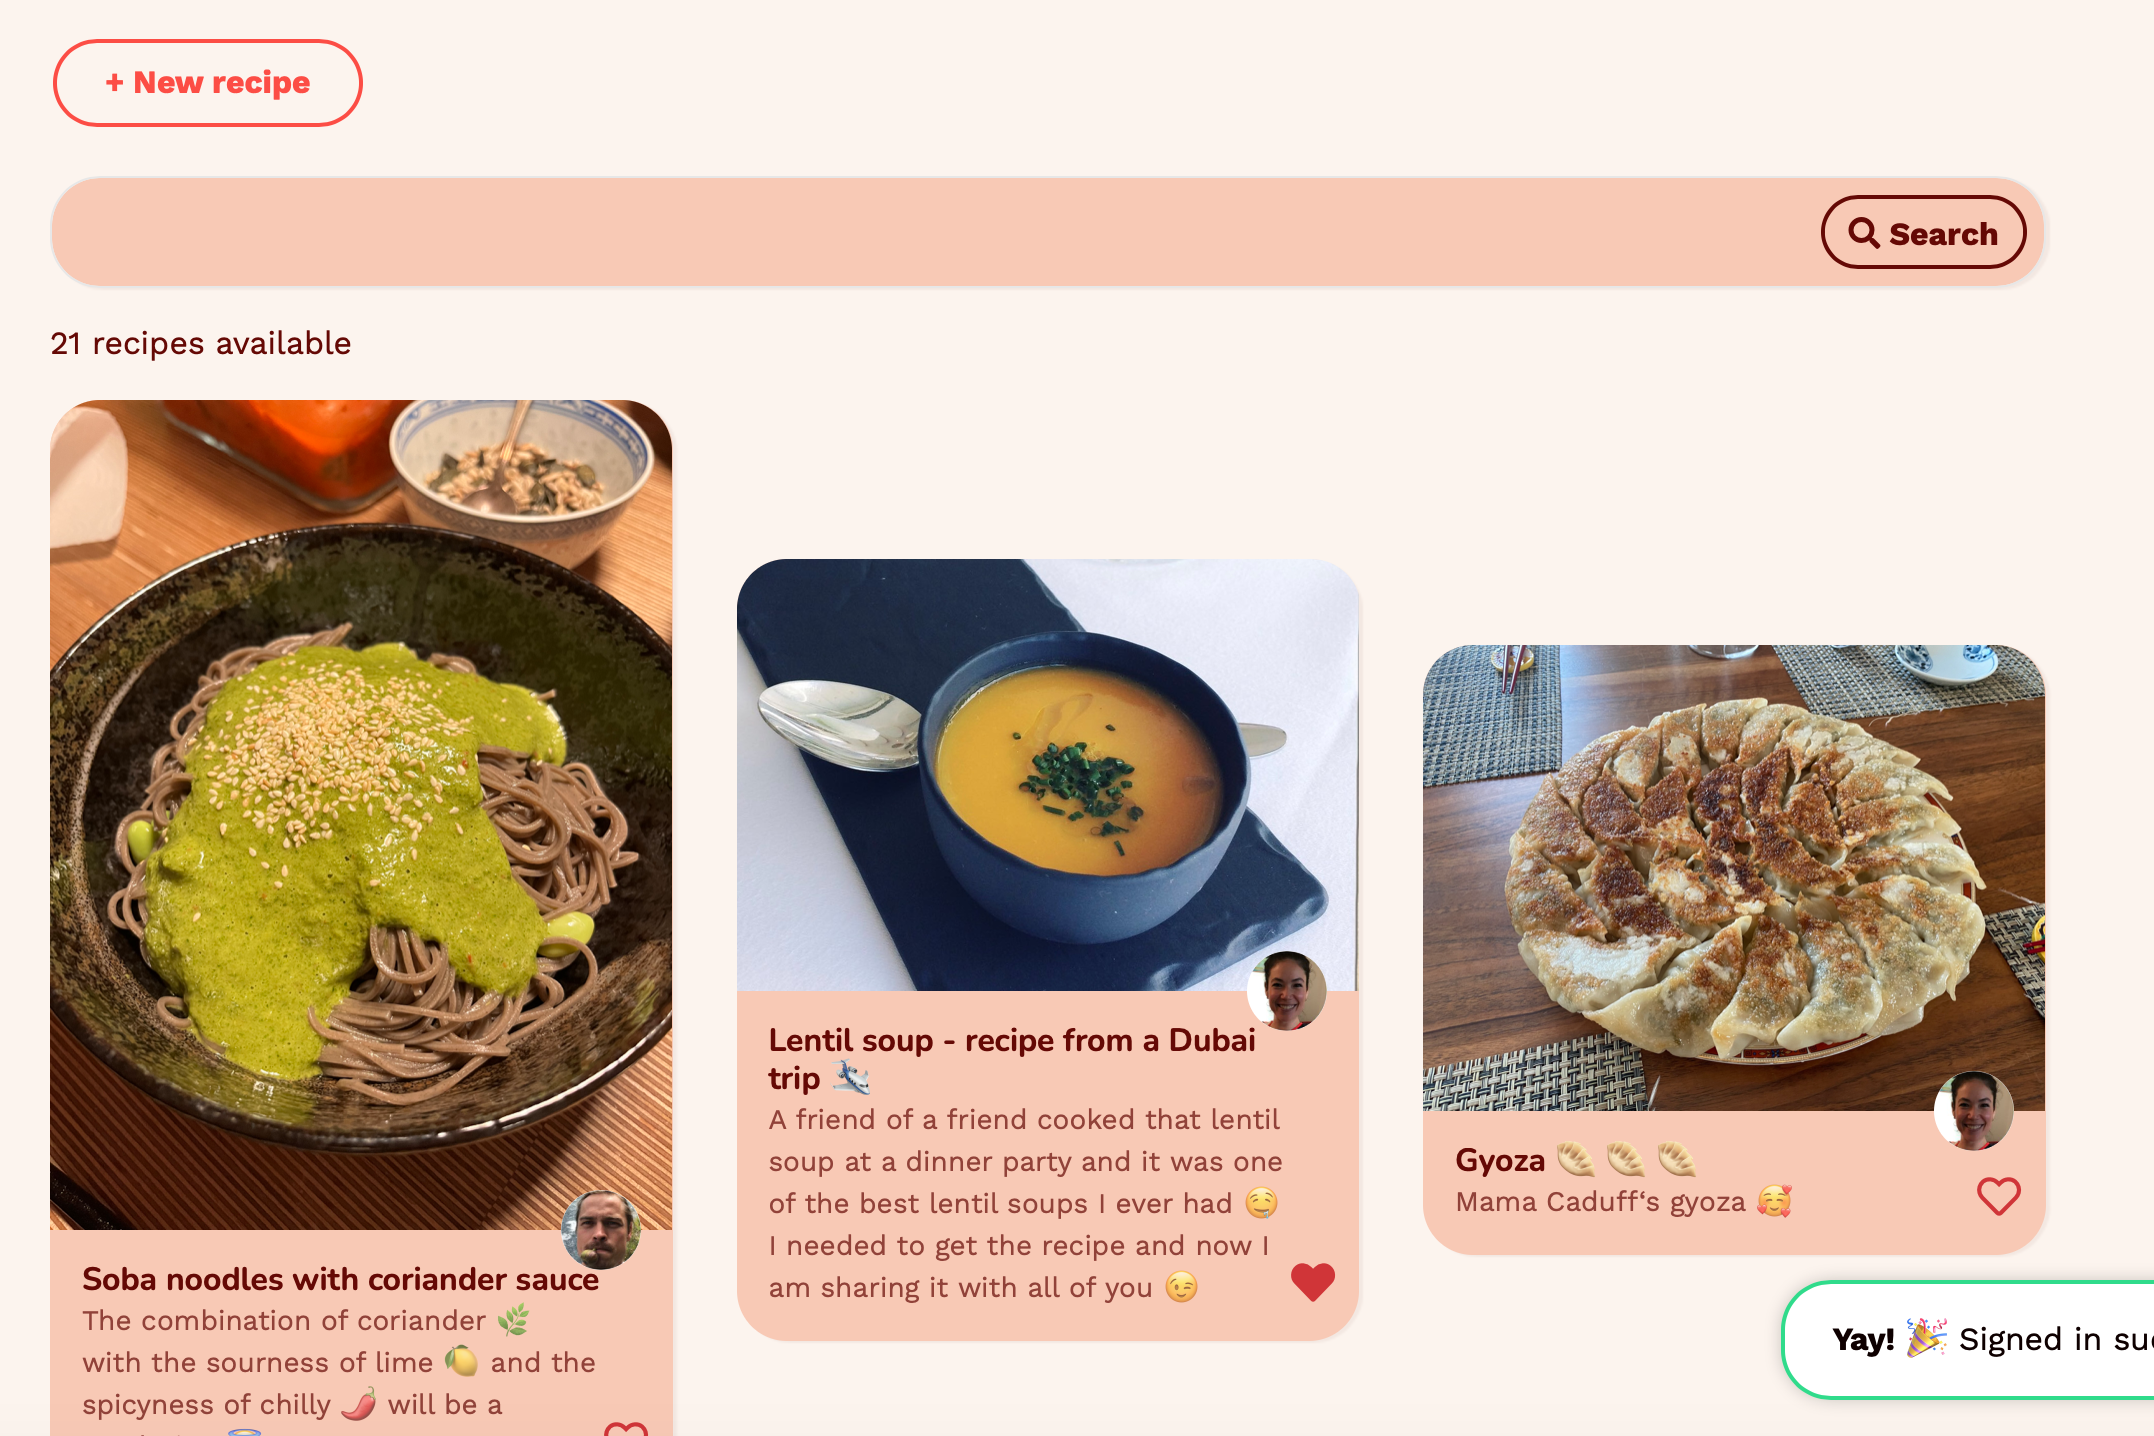 + New recipe
Search
21 recipes available
Soba noodles with coriander sauce
The combination of coriander 🌿
with the sourness of lime 🍋 and the
spicyness of chilly 🌶️ will be a
Lentil soup - recipe from a Dubai
trip 🛬
A friend of a friend cooked that lentil
soup at a dinner party and it was one
of the best lentil soups I ever had 🤤
I needed to get the recipe and now I
am sharing it with all of you 😉
Gyoza 🥟 🥟 🥟
Mama Caduff‘s gyoza 🥰
Yay! 🎉 Signed in